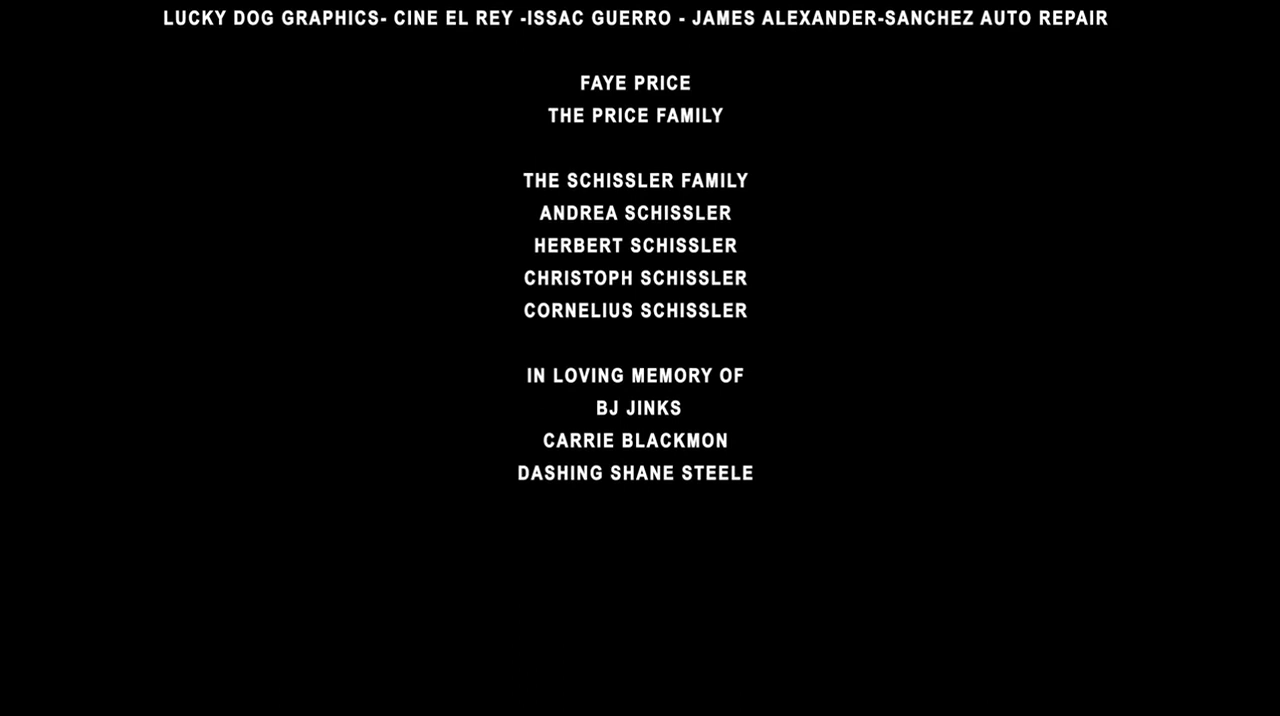 LUCKY DOG GRAPHICS- CINE EL REY -ISSAC GUERRO - JAMES ALEXANDER-SANCHEZ AUTO REPAIR
FAYE PRICE
THE PRICE FAMILY
THE SCHISSLER FAMILY
ANDREA SCHISSLER
HERBERT SCHISSLER
CHRISTOPH SCHISSLER
CORNELIUS SCHISSLER
IN LOVING MEMORY OF
BJ JINKS
CARRIE BLACKMON
DASHING SHANE STEELE